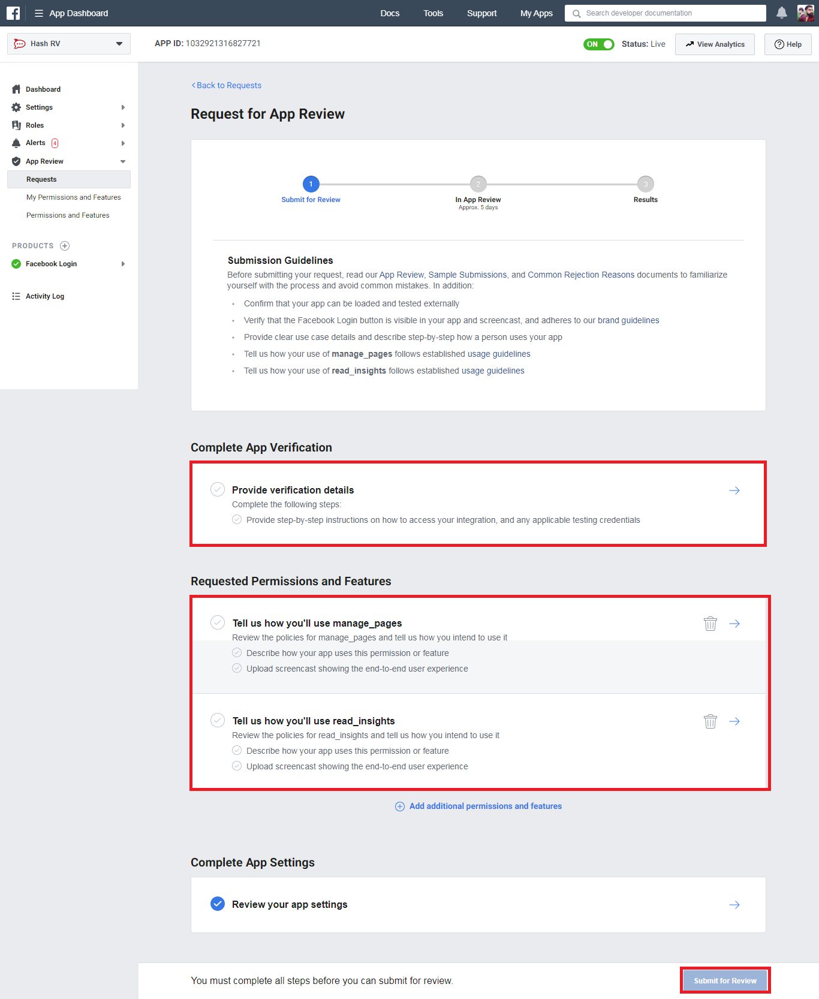 App Dashboard
Docs
Tools
Support
My Apps
Search developer documentation
Hash RV
APP ID: 1032921316827721
ON
Status: Live
View Analytics
Help
Dashboard
Settings
Roles
Alerts 4
App Review
Requests
My Permissions and Features
Permissions and Features
PRODUCTS
Facebook Login
Activity Log
Back to Requests
Request for App Review
1
2
3
Submit for Review
In App Review
Results
Approx. 5 days
Submission Guidelines
Before submitting your request, read our App Review, Sample Submissions, and Common Rejection Reasons documents to familiarize
yourself with the process and avoid common mistakes. In addition:
• Confirm that your app can be loaded and tested externally
• Verify that the Facebook Login button is visible in your app and screencast, and adheres to our brand guidelines
• Provide clear use case details and describe step-by-step how a person uses your app
• Tell us how your use of manage_pages follows established usage guidelines
• Tell us how your use of read_insights follows established usage guidelines
Complete App Verification
Provide verification details
Complete the following steps:
Provide step-by-step instructions on how to access your integration, and any applicable testing credentials
Requested Permissions and Features
Tell us how you'll use manage_pages
Review the policies for manage_pages and tell us how you intend to use it
Describe how your app uses this permission or feature
Upload screencast showing the end-to-end user experience
Tell us how you'll use read_insights
Review the policies for read_insights and tell us how you intend to use it
Describe how your app uses this permission or feature
Upload screencast showing the end-to-end user experience
Add additional permissions and features
Complete App Settings
Review your app settings
You must complete all steps before you can submit for review.
Submit for Review